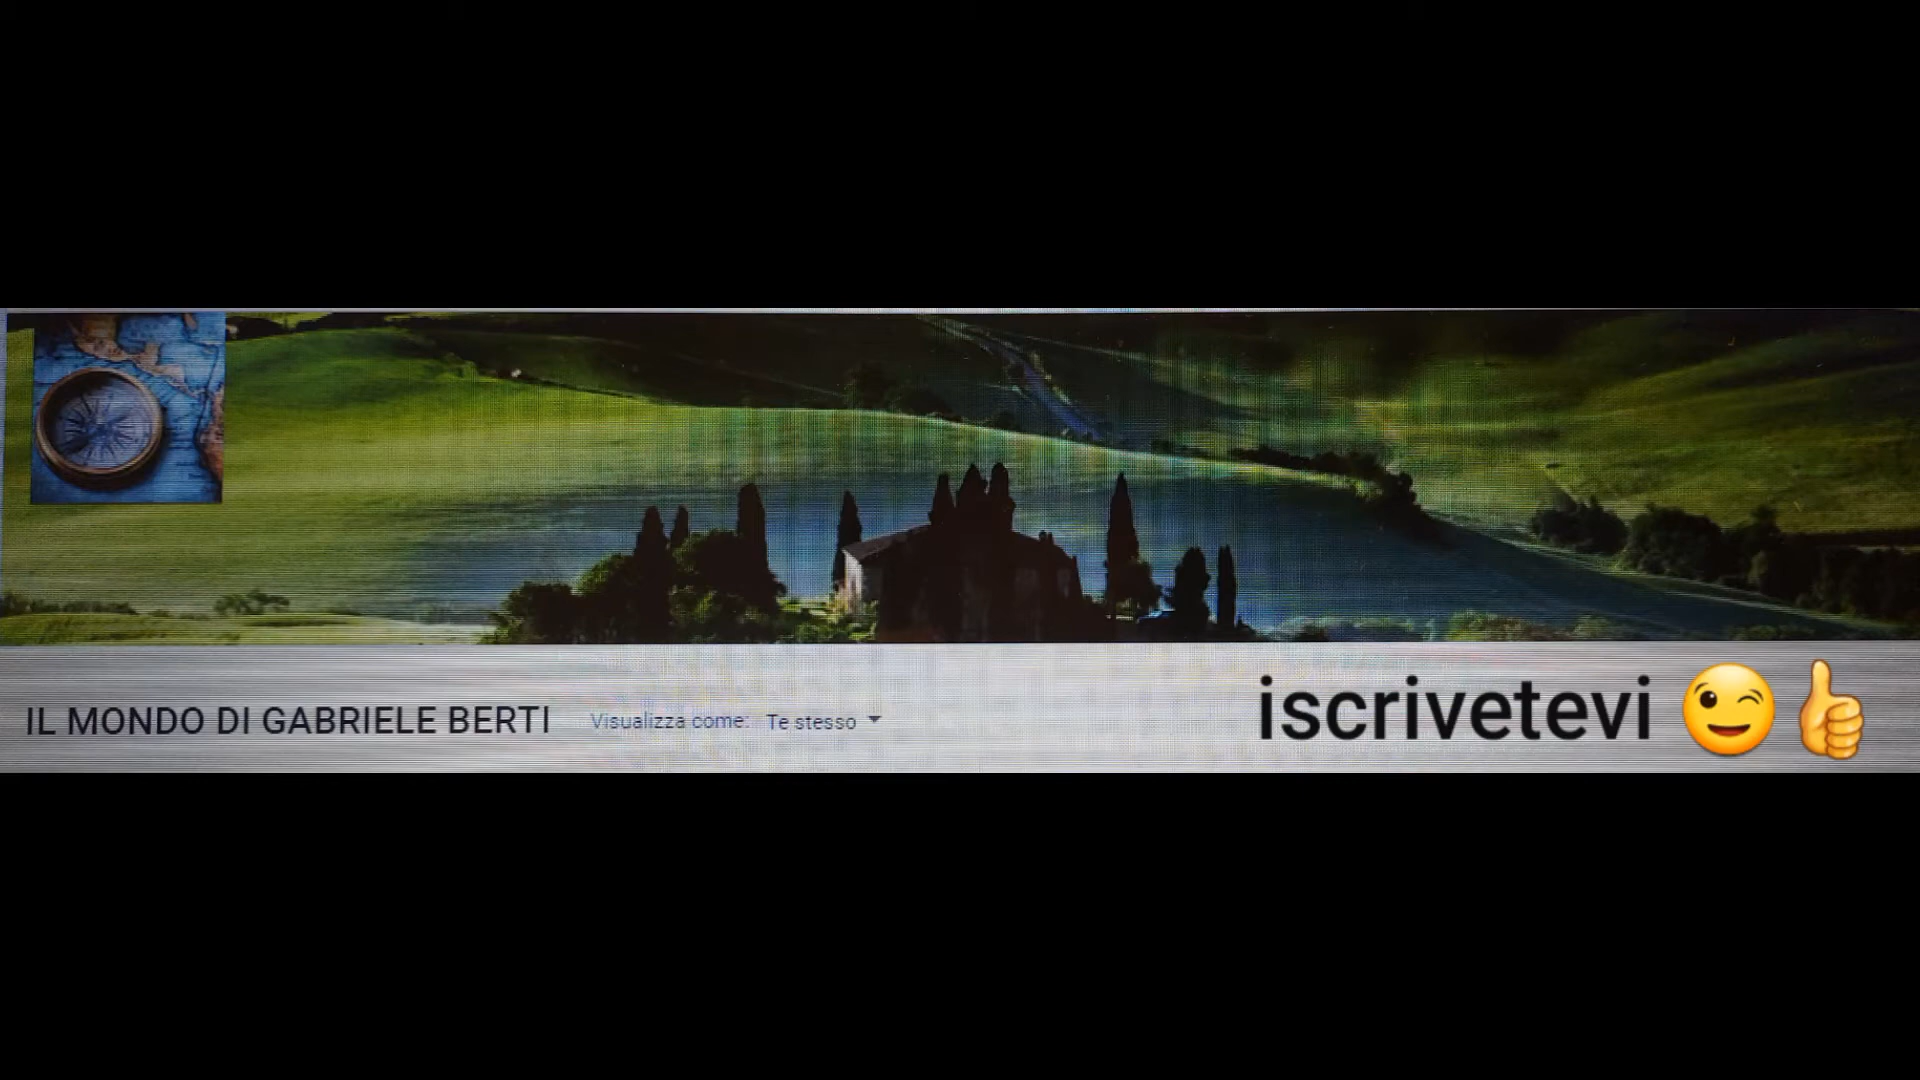 IL MONDO DI GABRIELE BERTI Visualizza come: Te stesso iscrivetevi 😉👍